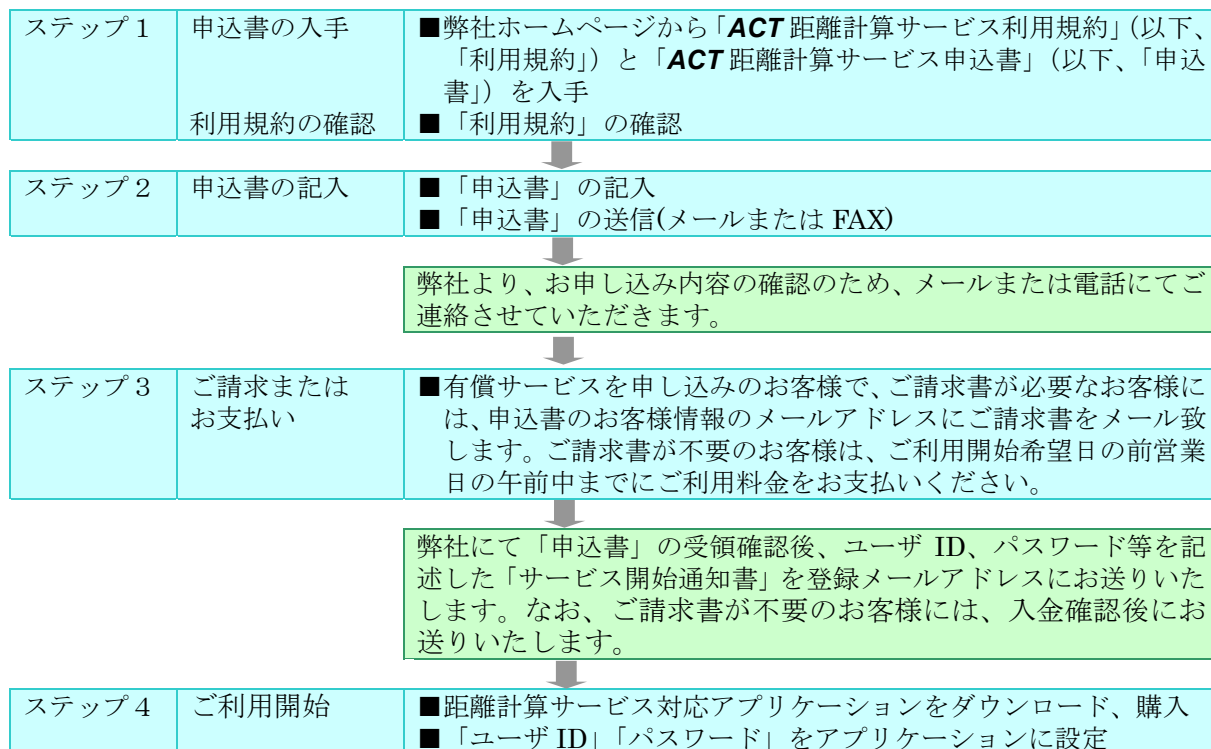 ステップ1 申込書の入手 ■弊社ホームページから「ACT 距離計算サービス利用規約」(以下、
「利用規約」) と「ACT 距離計算サービス申込書」(以下、「申込
書」) を入手
利用規約の確認 ■「利用規約」の確認
ステップ2 申込書の記入 ■「申込書」の記入
■「申込書」の送信(メールまたは FAX)
弊社より、お申し込み内容の確認のため、メールまたは電話にてご
連絡させていただきます。
ステップ3 ご請求または ■有償サービスを申し込みのお客様で、ご請求書が必要なお客様に
お支払い は、申込書のお客様情報のメールアドレスにご請求書をメール致
します。ご請求書が不要のお客様は、ご利用開始希望日の前営業
日の午前中までにご利用料金をお支払いください。
弊社にて「申込書」の受領確認後、ユーザ ID、パスワード等を記
述した「サービス開始通知書」を登録メールアドレスにお送りいた
します。なお、ご請求書が不要のお客様には、入金確認後にお
送りいたします。
ステップ4 ご利用開始 ■距離計算サービス対応アプリケーションをダウンロード、購入
■「ユーザ ID」「パスワード」をアプリケーションに設定